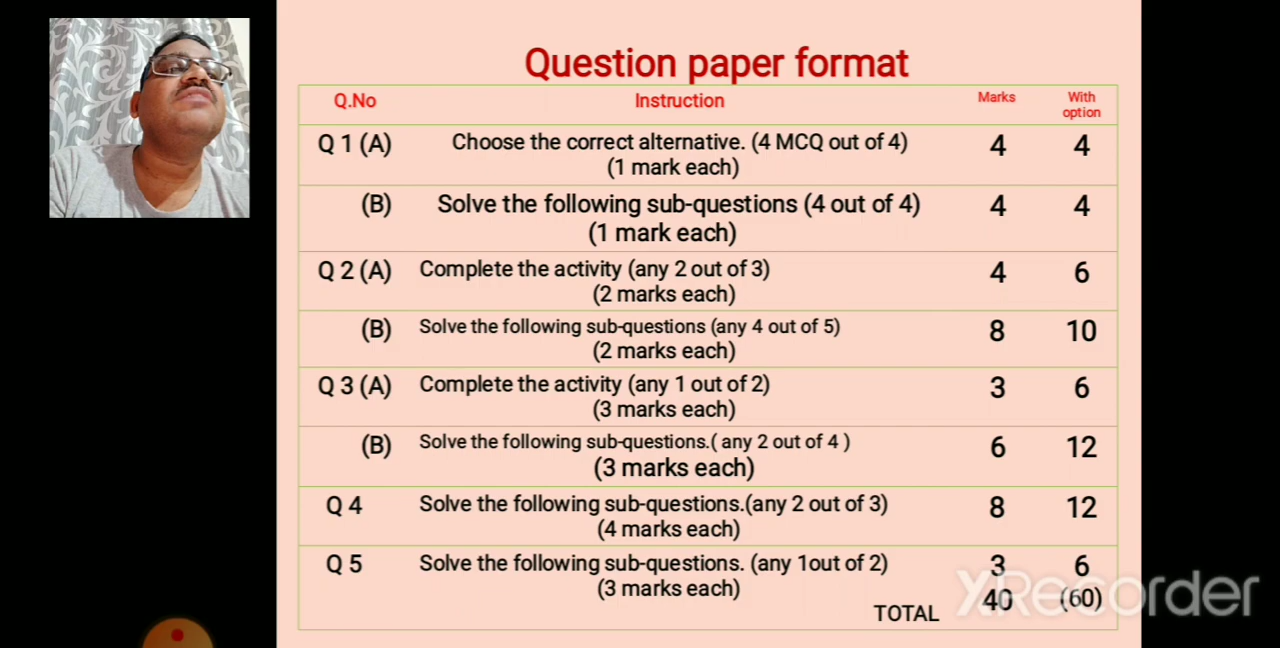 Question paper format
Q.No Instruction Marks With option
Q 1 (A) Choose the correct alternative. (4 MCQ out of 4) 4 4
(1 mark each)
(B) Solve the following sub-questions (4 out of 4) 4 4
(1 mark each)
Q 2 (A) Complete the activity (any 2 out of 3) 4 6
(2 marks each)
(B) Solve the following sub-questions (any 4 out of 5) 8 10
(2 marks each)
Q 3 (A) Complete the activity (any 1 out of 2) 3 6
(3 marks each)
(B) Solve the following sub-questions.( any 2 out of 4 ) 6 12
(3 marks each)
Q 4 Solve the following sub-questions.(any 2 out of 3) 8 12
(4 marks each)
Q 5 Solve the following sub-questions. (any 1out of 2) 3 6
(3 marks each)
TOTAL 40 (60)
XRecorder